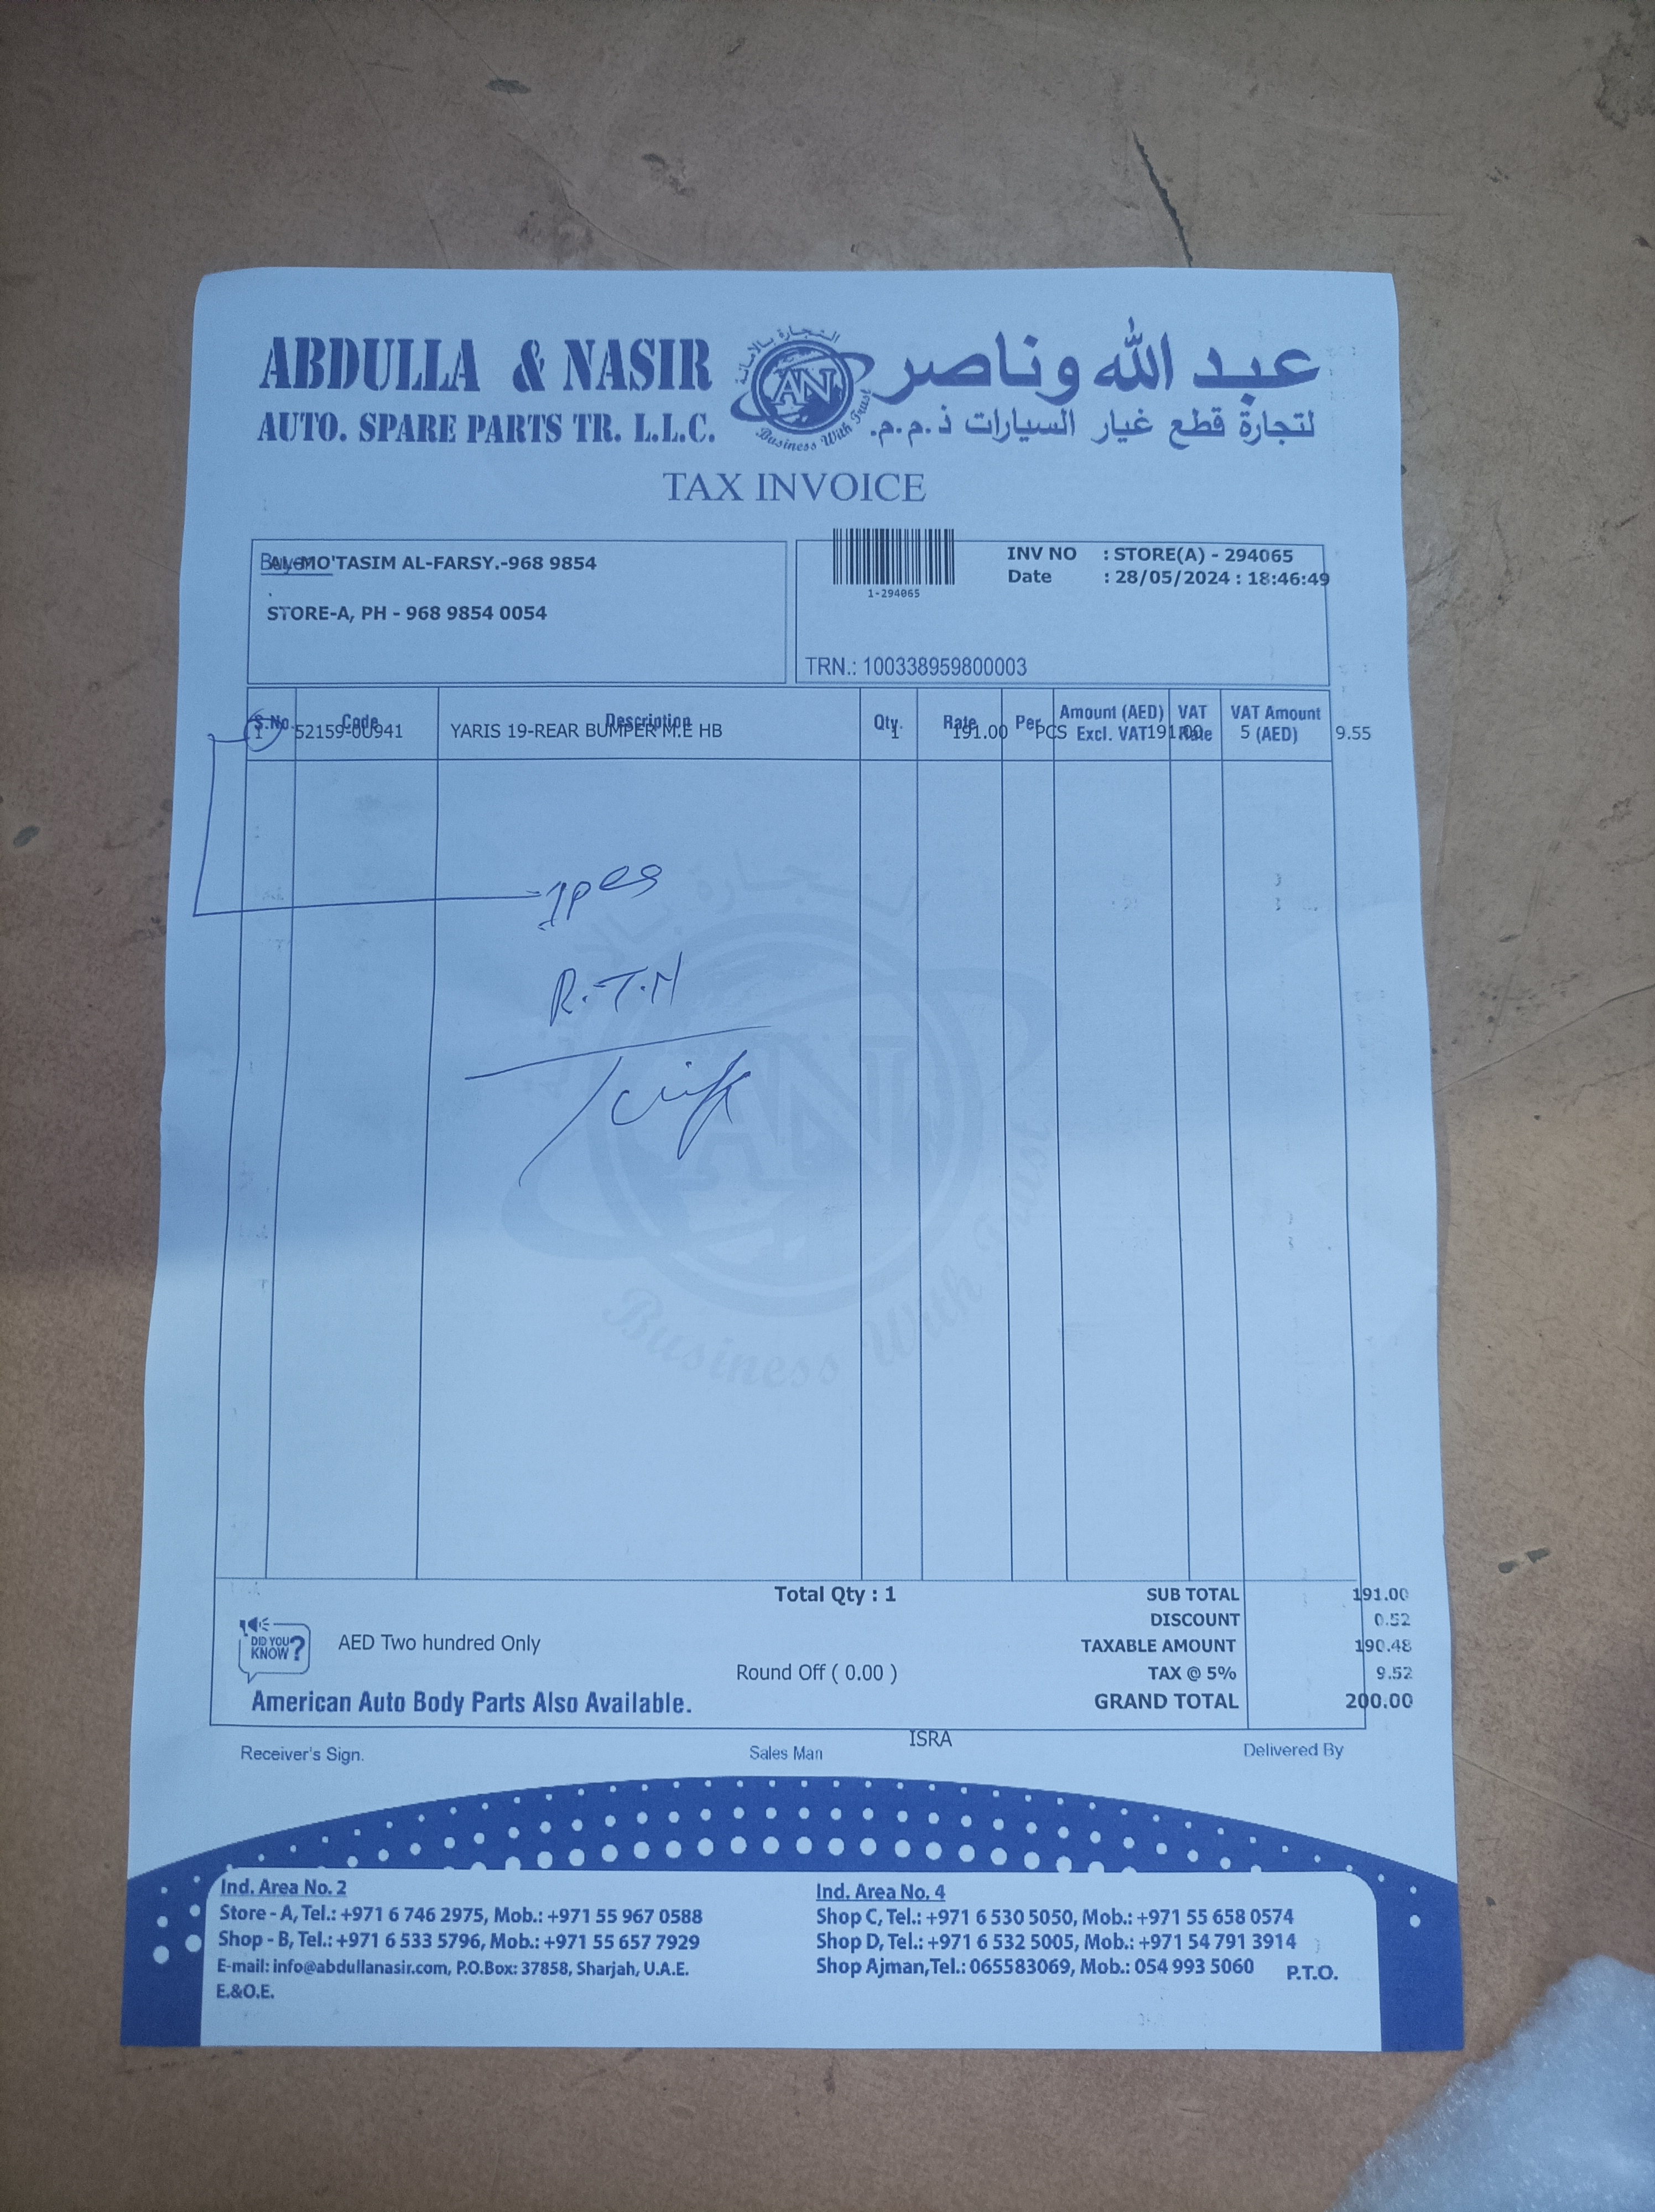 ABDULLA & NASIR
AUTO. SPARE PARTS TR. L.L.C.
التجارة بالامانة
AN
Business With Trust
عبد الله وناصر
لتجارة قطع غيار السيارات ذ.م.م.
TAX INVOICE
Buyer
AL-MO'TASIM AL-FARSY.-968 9854
.
STORE-A, PH - 968 9854 0054
1-294065
INV NO : STORE(A) - 294065
Date : 28/05/2024 : 18:46:49
TRN.: 100338959800003
S.No. Code Description Qty. Rate Per Amount (AED) Excl. VAT VAT Rate VAT Amount (AED)
1 52159-0U941 YARIS 19-REAR BUMPER M.E HB 1 191.00 PCS 191.00 5 9.55
1pcs
R.T.N
التجارة بالامانة
AN
Business With Trust
Total Qty : 1
SUB TOTAL 191.00
DISCOUNT 0.52
DID YOU KNOW?
AED Two hundred Only
TAXABLE AMOUNT 190.48
Round Off ( 0.00 )
TAX @ 5% 9.52
American Auto Body Parts Also Available.
GRAND TOTAL 200.00
Receiver's Sign.
Sales Man ISRA
Delivered By
Ind. Area No. 2
Store - A, Tel.: +971 6 746 2975, Mob.: +971 55 967 0588
Shop - B, Tel.: +971 6 533 5796, Mob.: +971 55 657 7929
E-mail: info@abdullanasir.com, P.O.Box: 37858, Sharjah, U.A.E.
E.&O.E.
Ind. Area No. 4
Shop C, Tel.: +971 6 530 5050, Mob.: +971 55 658 0574
Shop D, Tel.: +971 6 532 5005, Mob.: +971 54 791 3914
Shop Ajman,Tel.: 065583069, Mob.: 054 993 5060
P.T.O.